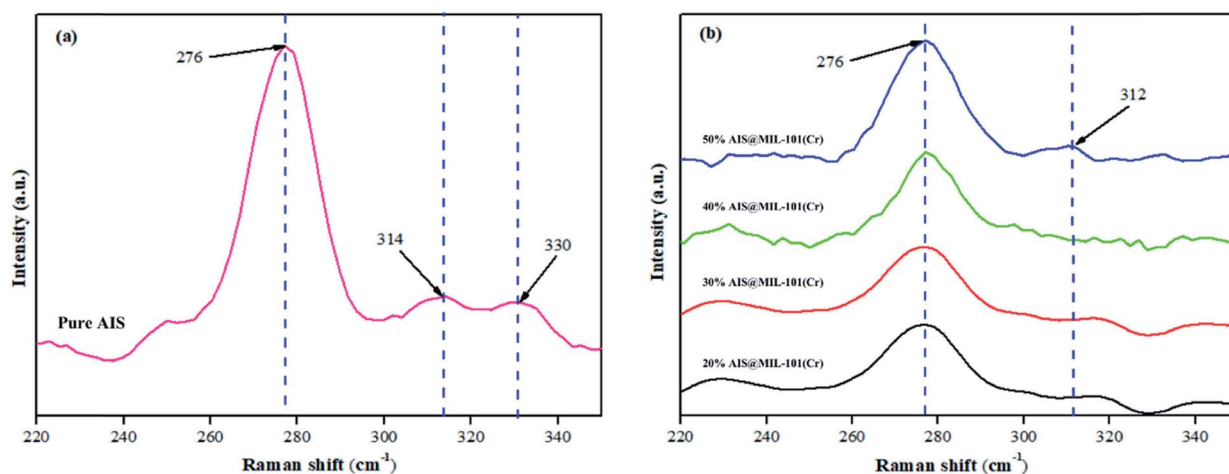 (a)
276
314
330
Pure AIS
Intensity (a.u.)
220 240 260 280 300 320 340
Raman shift (cm⁻¹)
(b)
276
312
50% AIS@MIL-101(Cr)
40% AIS@MIL-101(Cr)
30% AIS@MIL-101(Cr)
20% AIS@MIL-101(Cr)
Intensity (a.u.)
220 240 260 280 300 320 340
Raman shift (cm⁻¹)